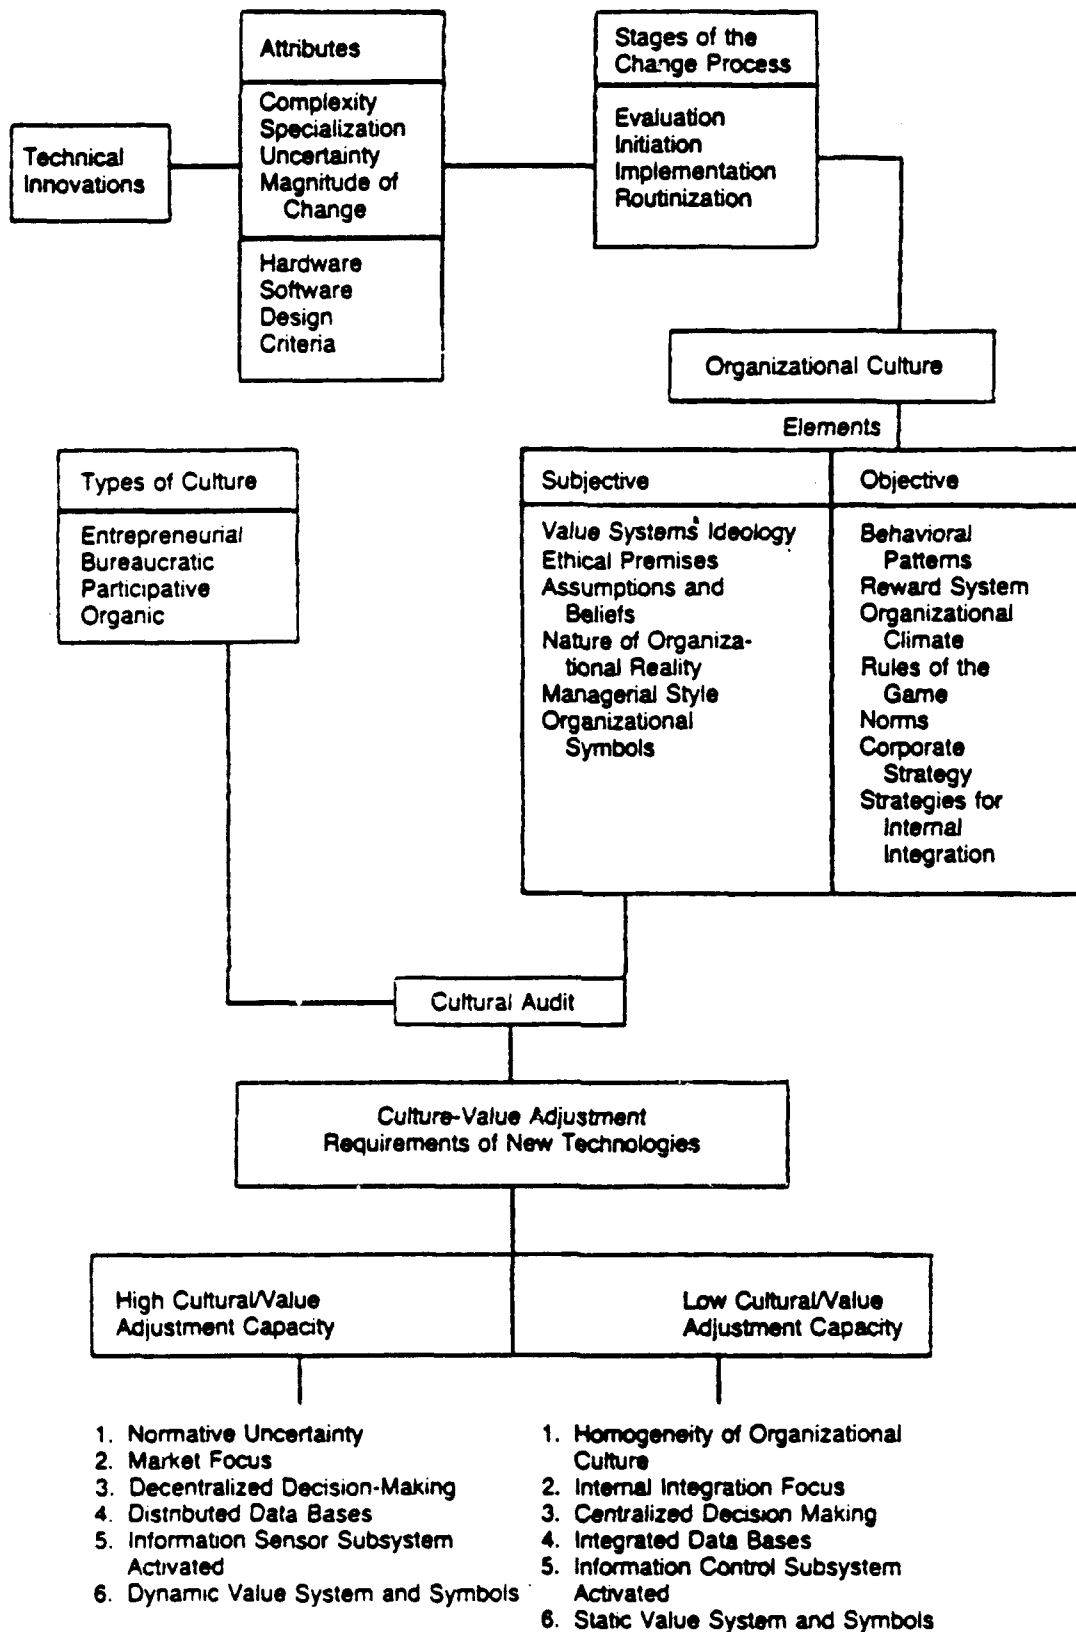 Technical
Innovations
Attributes
Complexity
Specialization
Uncertainty
Magnitude of
Change
Hardware
Software
Design
Criteria
Stages of the
Change Process
Evaluation
Initiation
Implementation
Routinization
Organizational Culture
Elements
Types of Culture
Entrepreneurial
Bureaucratic
Participative
Organic
Subjective
Value Systems Ideology
Ethical Premises
Assumptions and
Beliefs
Nature of Organiza-
tional Reality
Managerial Style
Organizational
Symbols
Objective
Behavioral
Patterns
Reward System
Organizational
Climate
Rules of the
Game
Norms
Corporate
Strategy
Strategies for
Internal
Integration
Cultural Audit
Culture-Value Adjustment
Requirements of New Technologies
High Cultural/Value
Adjustment Capacity
Low Cultural/Value
Adjustment Capacity
1. Normative Uncertainty
2. Market Focus
3. Decentralized Decision-Making
4. Distributed Data Bases
5. Information Sensor Subsystem
Activated
6. Dynamic Value System and Symbols
1. Homogeneity of Organizational
Culture
2. Internal Integration Focus
3. Centralized Decision Making
4. Integrated Data Bases
5. Information Control Subsystem
Activated
6. Static Value System and Symbols